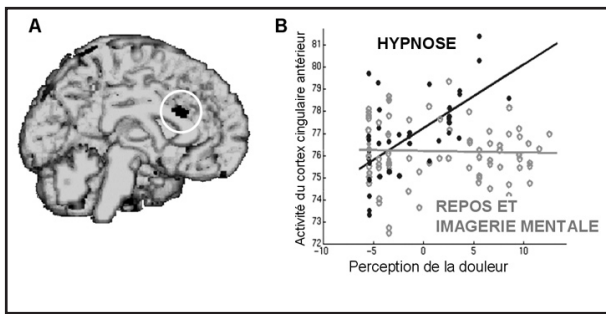 A
B
HYPNOSE
Activité du cortex cingulaire antérieur
81
80
79
78
77
76
75
74
73
72
REPOS ET
IMAGERIE MENTALE
-10
-5
0
5
10
Perception de la douleur